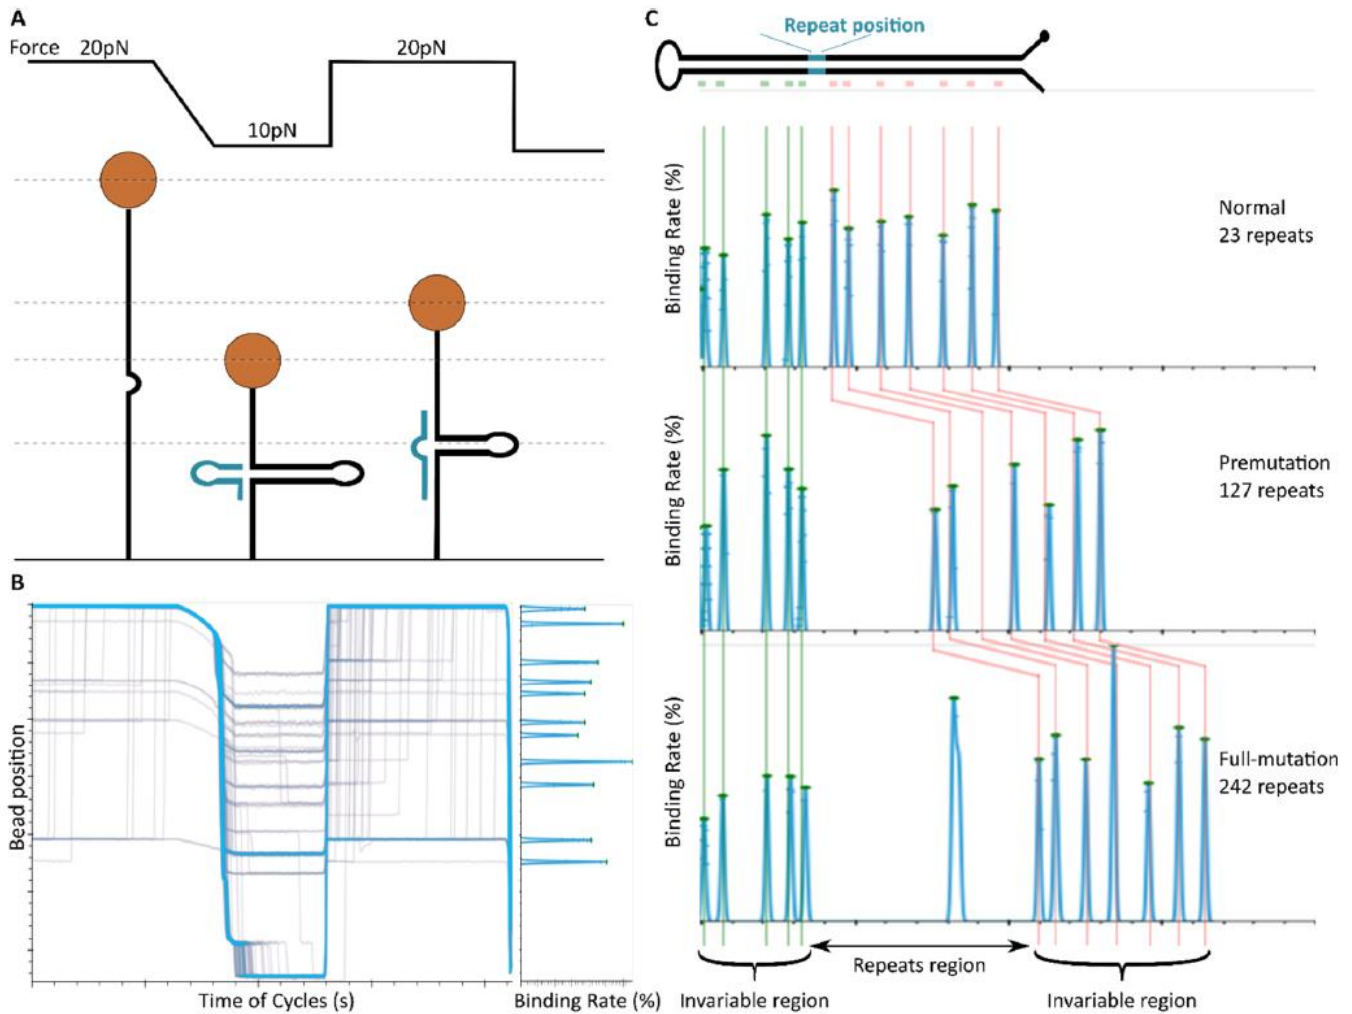 A
Force 20pN
20pN
10pN
B
Bead position
Time of Cycles (s)
Binding Rate (%)
C
Repeat position
Binding Rate (%)
Normal
23 repeats
Binding Rate (%)
Premutation
127 repeats
Binding Rate (%)
Full-mutation
242 repeats
Repeats region
Invariable region
Invariable region